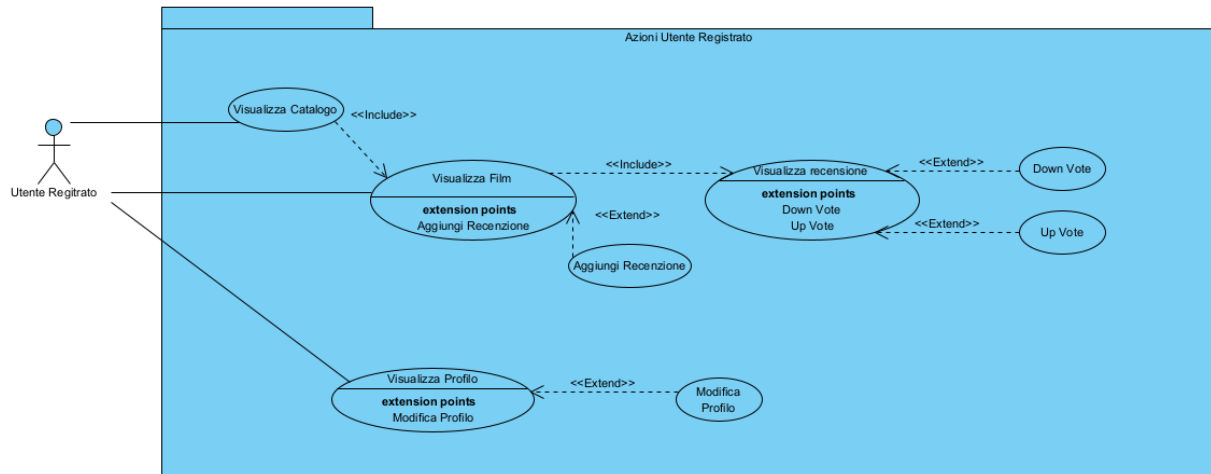 Azioni Utente Registrato
Visualizza Catalogo
<<Include>>
Utente Regitrato
Visualizza Film
extension points
Aggiungi Recenzione
<<Include>>
Visualizza recensione
extension points
Down Vote
Up Vote
<<Extend>>
Down Vote
<<Extend>>
Up Vote
<<Extend>>
Aggiungi Recenzione
Visualizza Profilo
extension points
Modifica Profilo
<<Extend>>
Modifica
Profilo